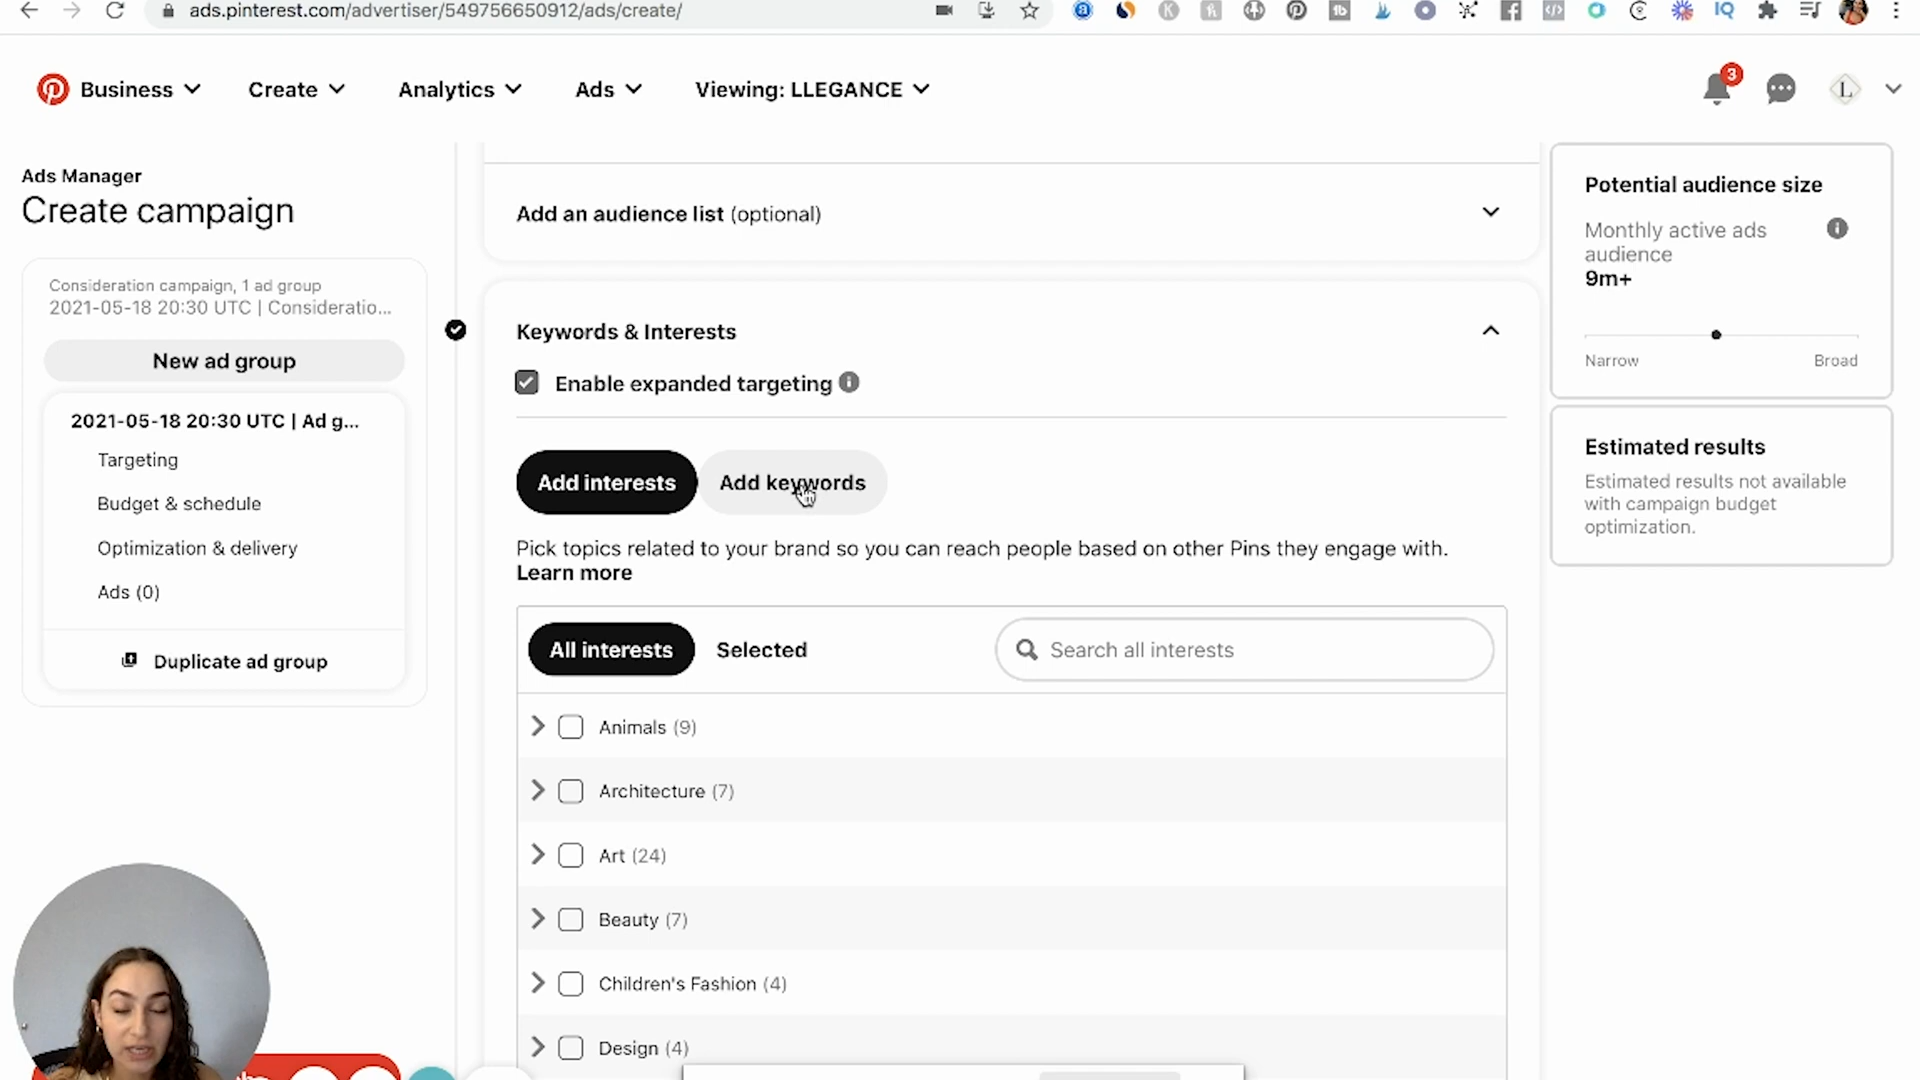 ads.pinterest.com/advertiser/549756650912/ads/create/
Business
Create
Analytics
Ads
Viewing: LLEGANCE
3
L
Ads Manager
Create campaign
Consideration campaign, 1 ad group
2021-05-18 20:30 UTC | Consideratio...
New ad group
2021-05-18 20:30 UTC | Ad g...
Targeting
Budget & schedule
Optimization & delivery
Ads (0)
Duplicate ad group
Add an audience list (optional)
Keywords & Interests
Enable expanded targeting
Add interests
Add keywords
Pick topics related to your brand so you can reach people based on other Pins they engage with.
Learn more
All interests
Selected
Search all interests
Animals (9)
Architecture (7)
Art (24)
Beauty (7)
Children's Fashion (4)
Design (4)
Potential audience size
Monthly active ads
audience
9m+
Narrow
Broad
Estimated results
Estimated results not available
with campaign budget
optimization.